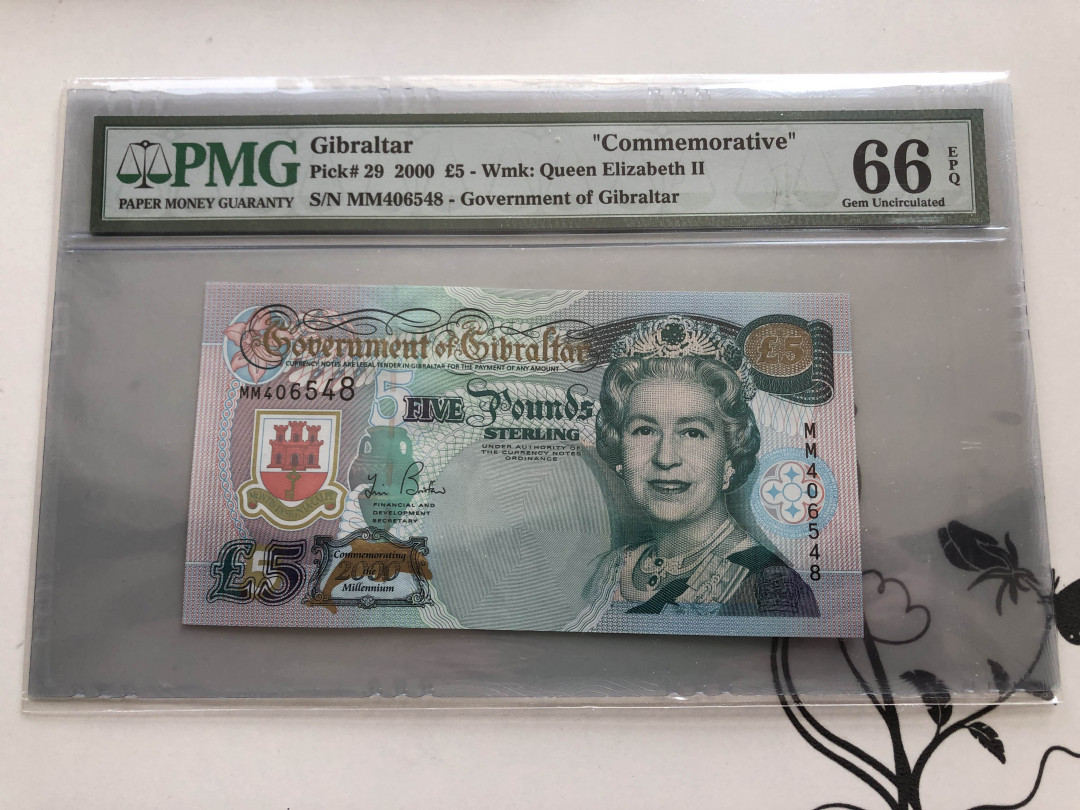 PMG
PAPER MONEY GUARANTY
Gibraltar "Commemorative"
Pick# 29 2000 £5 - Wmk: Queen Elizabeth II
S/N MM406548 - Government of Gibraltar
66
EPQ
Gem Uncirculated
Government of Gibraltar
CURRENCY NOTES ARE LEGAL TENDER IN GIBRALTAR FOR THE PAYMENT OF ANY AMOUNT
£5
MM406548
5
FIVE Pounds
STERLING
UNDER AUTHORITY OF
THE CURRENCY NOTES
ORDINANCE
MM406548
FINANCIAL AND
DEVELOPMENT
SECRETARY
£5
Commemorating
2000
the
Millennium